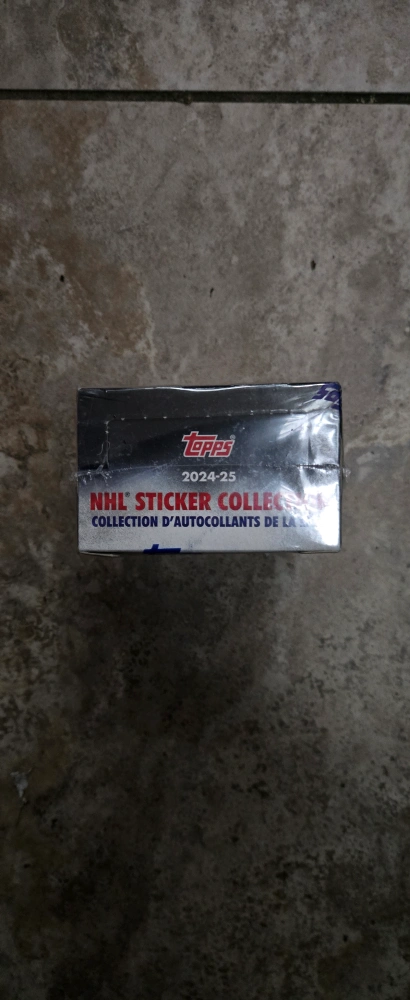 topps
2024-25
NHL® STICKER
COLLECTION D'AUTOCOLLANTS DE LA